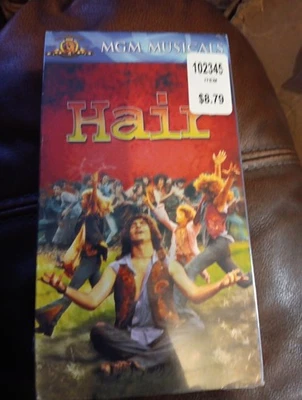 MGM MUSICALS
102345
ITEM
$8.79
Hair